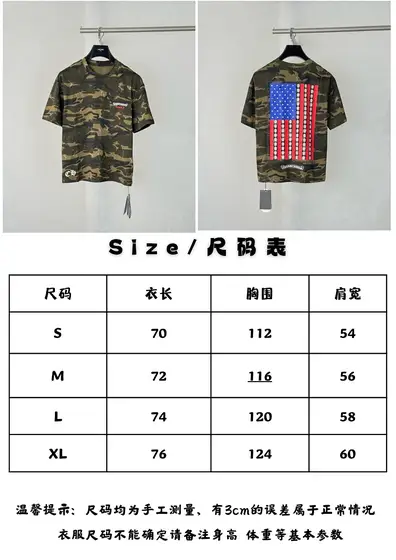 Size/尺码表
尺码 衣长 胸围 肩宽
S 70 112 54
M 72 116 56
L 74 120 58
XL 76 124 60
温馨提示：尺码均为手工测量、有3cm的误差属于正常情况
衣服尺码不能确定请备注身高 体重等基本参数